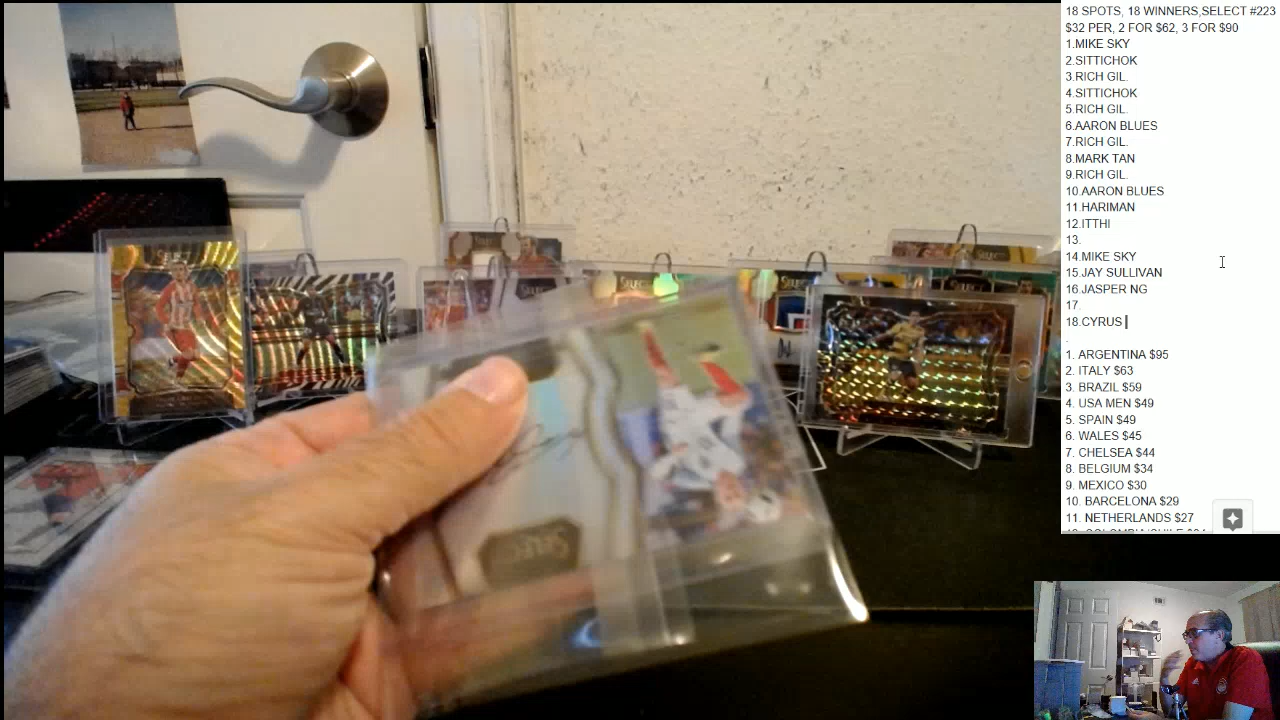 18 SPOTS, 18 WINNERS,SELECT #223
$32 PER, 2 FOR $62, 3 FOR $90
1.MIKE SKY
2.SITTICHOK
3.RICH GIL.
4.SITTICHOK
5 RICH GIL.
6.AARON BLUES
7.RICH GIL.
8.MARK TAN
9.RICH GIL.
10.AARON BLUES
11 HARIMAN
12.ITTHI
13.
14.MIKE SKY
15.JAY SULLIVAN
16.JASPER NG
17.
18.CYRUS
.
1. ARGENTINA $95
2. ITALY $63
3. BRAZIL $59
4. USA MEN $49
5. SPAIN $49
6. WALES $45
7. CHELSEA $44
8. BELGIUM $34
9. MEXICO $30
10. BARCELONA $29
11. NETHERLANDS $27
SELECT
SELECT